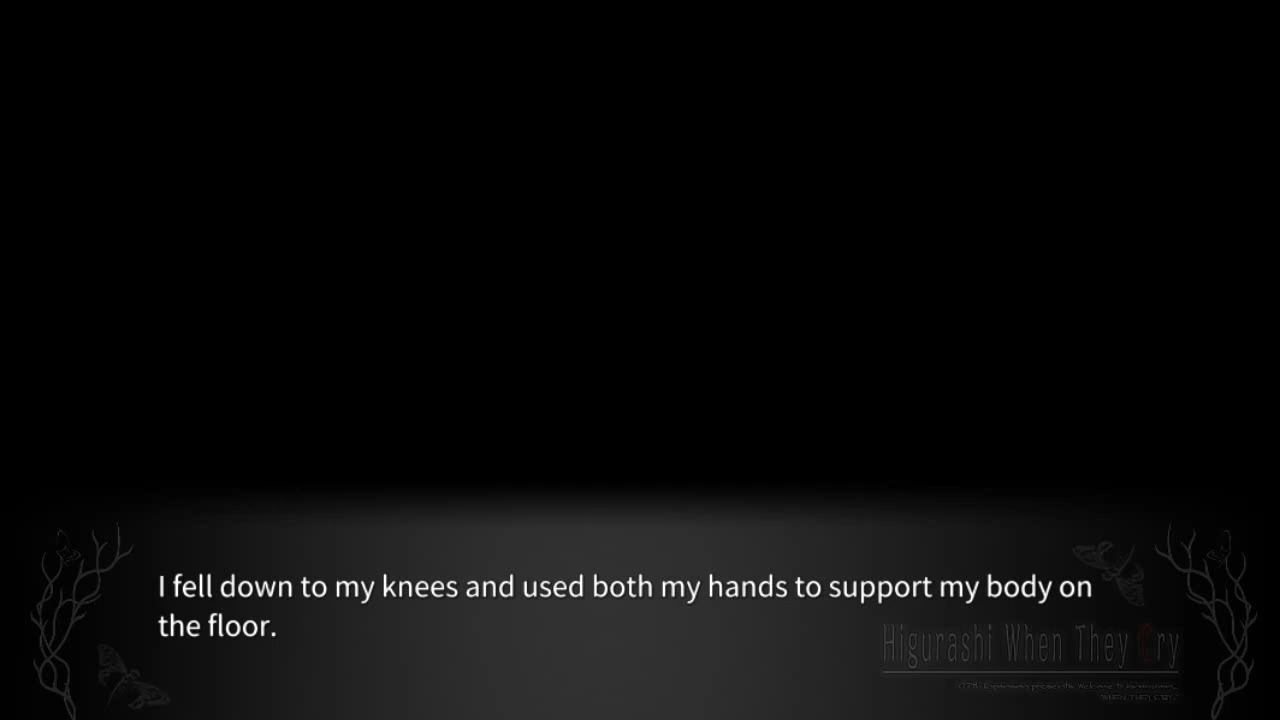 I fell down to my knees and used both my hands to support my body on
the floor.
Higurashi When They Cry